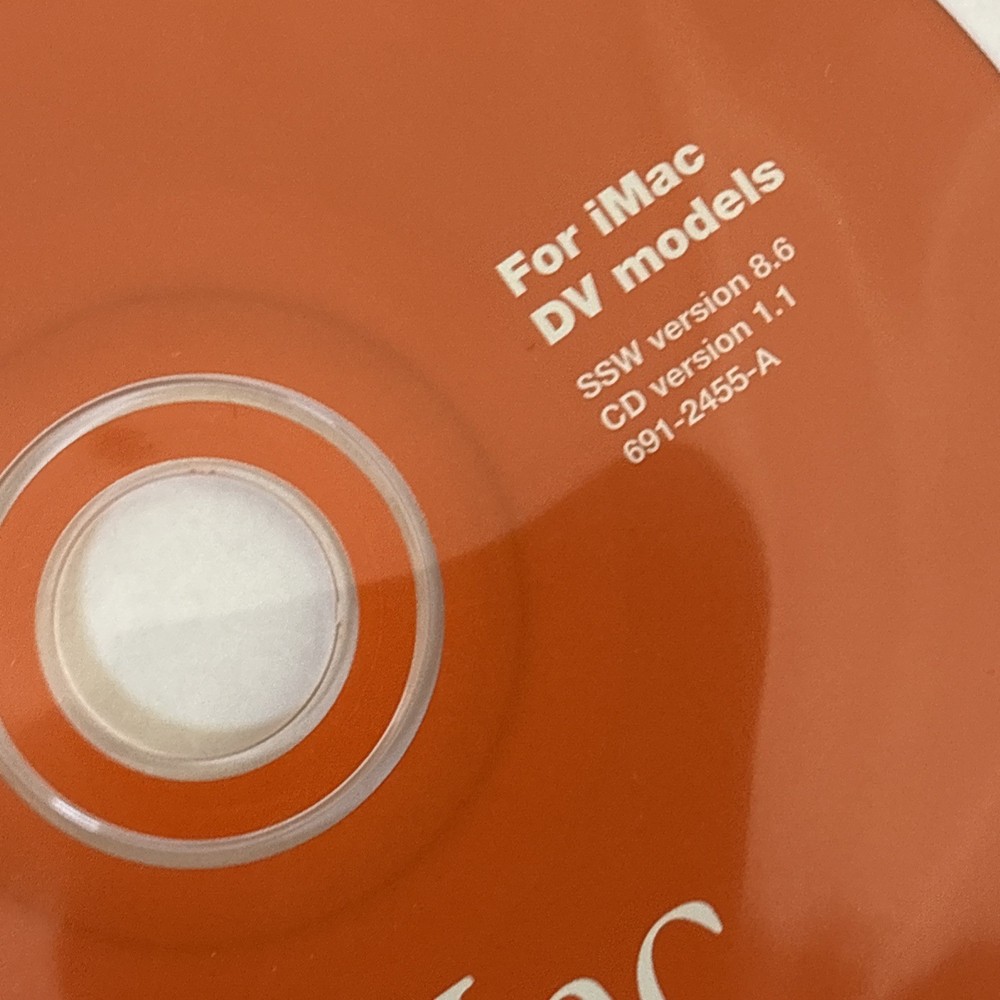 For iMac
DV models
SSW version 8.6
CD version 1.1
691-2455-A